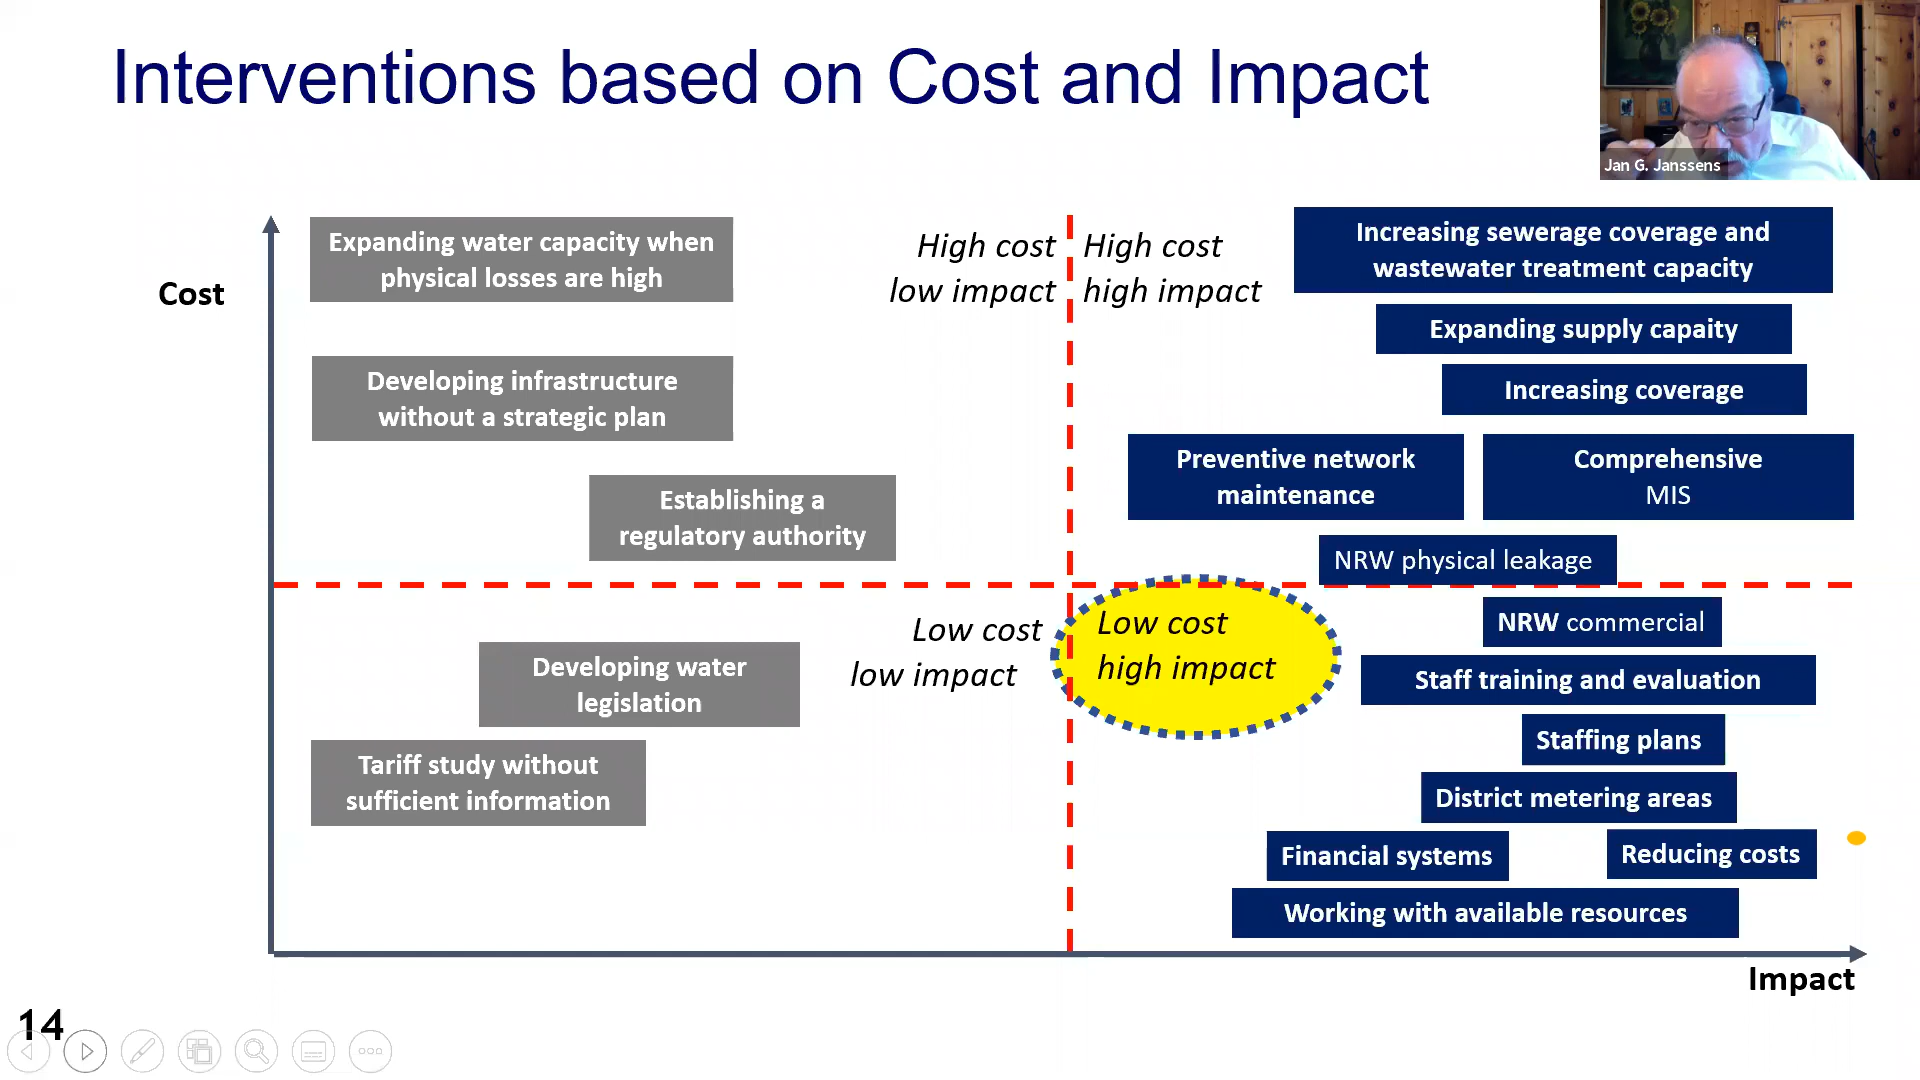 Interventions based on Cost and Impact
Jan G. Janssens
Cost
Expanding water capacity when
physical losses are high
High cost
low impact
High cost
high impact
Increasing sewerage coverage and
wastewater treatment capacity
Expanding supply capaity
Developing infrastructure
without a strategic plan
Increasing coverage
Preventive network
maintenance
Comprehensive
MIS
Establishing a
regulatory authority
NRW physical leakage
Low cost
low impact
Low cost
high impact
NRW commercial
Developing water
legislation
Staff training and evaluation
Staffing plans
Tariff study without
sufficient information
District metering areas
Financial systems
Reducing costs
Working with available resources
Impact
14